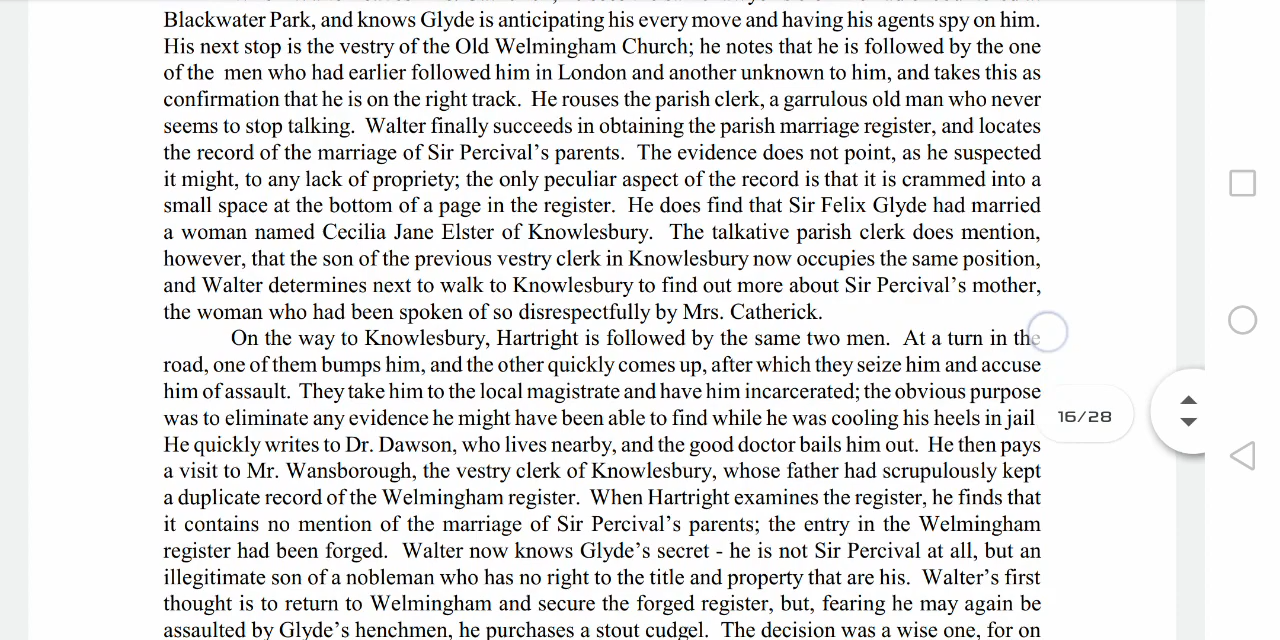 Blackwater Park, and knows Glyde is anticipating his every move and having his agents spy on him.
His next stop is the vestry of the Old Welmingham Church; he notes that he is followed by the one
of the men who had earlier followed him in London and another unknown to him, and takes this as
confirmation that he is on the right track. He rouses the parish clerk, a garrulous old man who never
seems to stop talking. Walter finally succeeds in obtaining the parish marriage register, and locates
the record of the marriage of Sir Percival's parents. The evidence does not point, as he suspected
it might, to any lack of propriety; the only peculiar aspect of the record is that it is crammed into a
small space at the bottom of a page in the register. He does find that Sir Felix Glyde had married
a woman named Cecilia Jane Elster of Knowlesbury. The talkative parish clerk does mention,
however, that the son of the previous vestry clerk in Knowlesbury now occupies the same position,
and Walter determines next to walk to Knowlesbury to find out more about Sir Percival's mother,
the woman who had been spoken of so disrespectfully by Mrs. Catherick.
On the way to Knowlesbury, Hartright is followed by the same two men. At a turn in the
road, one of them bumps him, and the other quickly comes up, after which they seize him and accuse
him of assault. They take him to the local magistrate and have him incarcerated; the obvious purpose
was to eliminate any evidence he might have been able to find while he was cooling his heels in jail
He quickly writes to Dr. Dawson, who lives nearby, and the good doctor bails him out. He then pays
a visit to Mr. Wansborough, the vestry clerk of Knowlesbury, whose father had scrupulously kept
a duplicate record of the Welmingham register. When Hartright examines the register, he finds that
it contains no mention of the marriage of Sir Percival's parents; the entry in the Welmingham
register had been forged. Walter now knows Glyde's secret - he is not Sir Percival at all, but an
illegitimate son of a nobleman who has no right to the title and property that are his. Walter's first
thought is to return to Welmingham and secure the forged register, but, fearing he may again be
assaulted by Glyde's henchmen, he purchases a stout cudgel. The decision was a wise one, for on
16/28